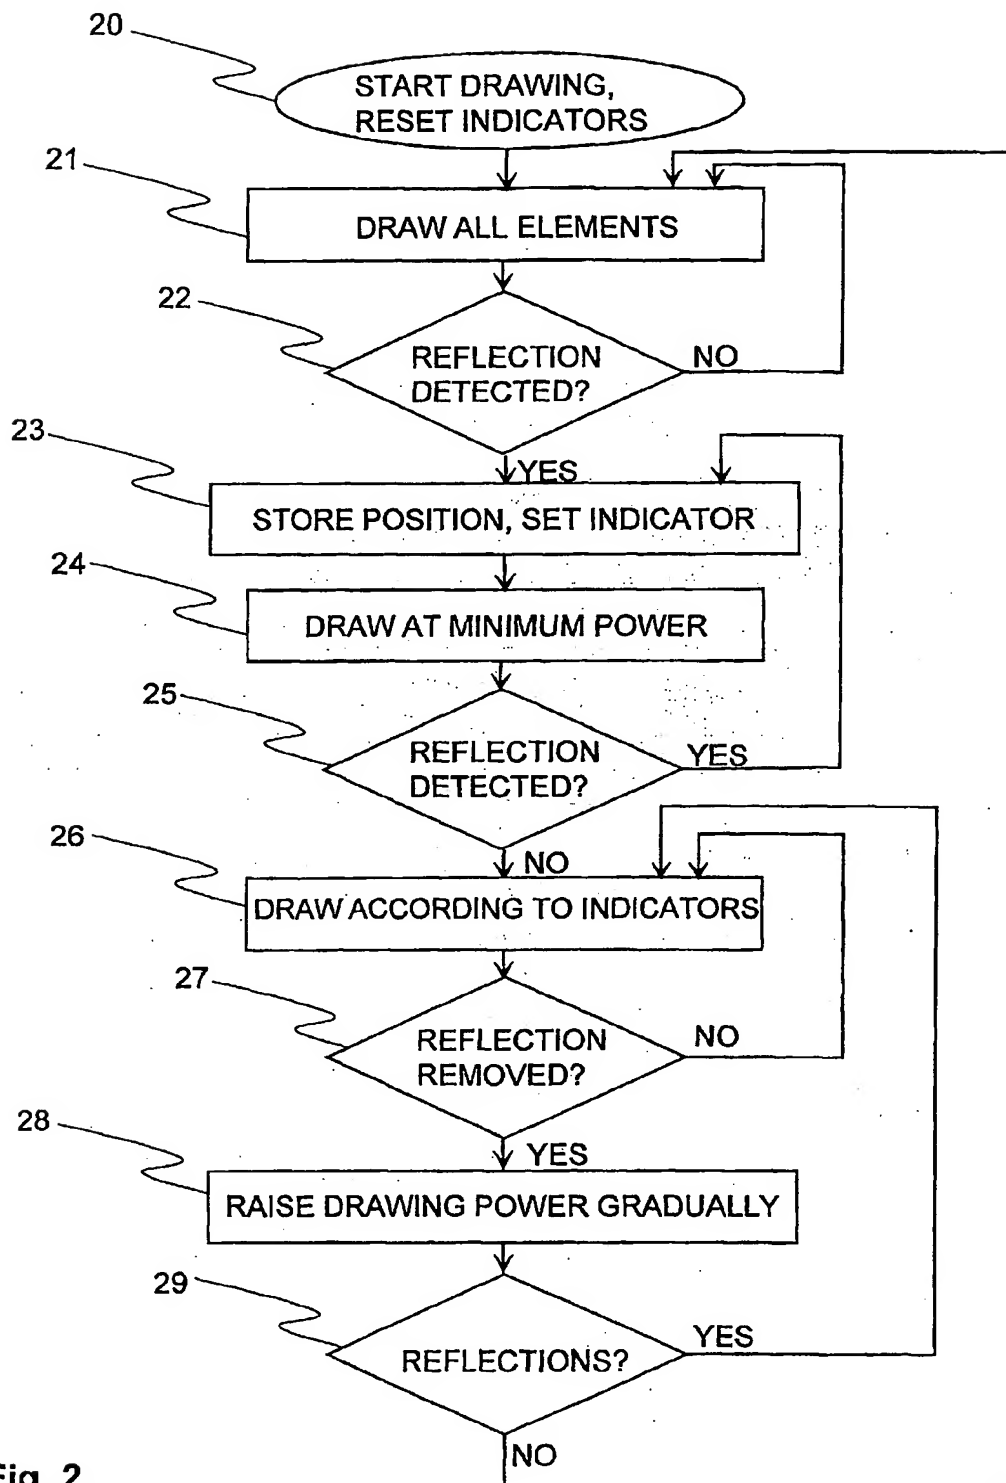 20
START DRAWING,
RESET INDICATORS
21
DRAW ALL ELEMENTS
22
REFLECTION
DETECTED?
NO
YES
23
STORE POSITION, SET INDICATOR
24
DRAW AT MINIMUM POWER
25
REFLECTION
DETECTED?
YES
NO
26
DRAW ACCORDING TO INDICATORS
27
REFLECTION
REMOVED?
NO
YES
28
RAISE DRAWING POWER GRADUALLY
29
REFLECTIONS?
YES
NO
Fig. 2